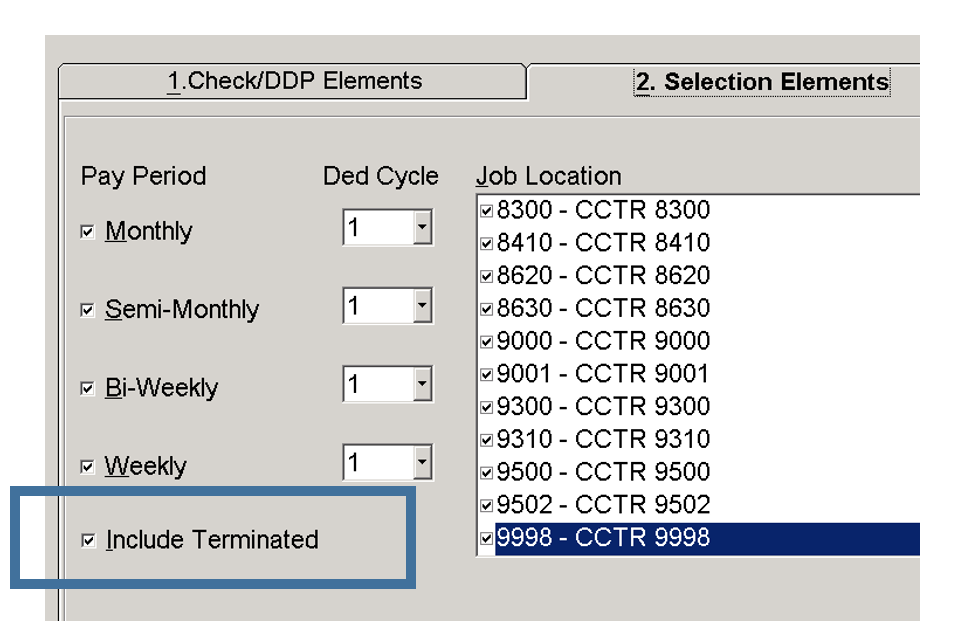 1.Check/DDP Elements
2. Selection Elements
Pay Period
Ded Cycle
Job Location
Monthly
1
Semi-Monthly
1
Bi-Weekly
1
Weekly
1
Include Terminated
8300 - CCTR 8300
8410 - CCTR 8410
8620 - CCTR 8620
8630 - CCTR 8630
9000 - CCTR 9000
9001 - CCTR 9001
9300 - CCTR 9300
9310 - CCTR 9310
9500 - CCTR 9500
9502 - CCTR 9502
9998 - CCTR 9998